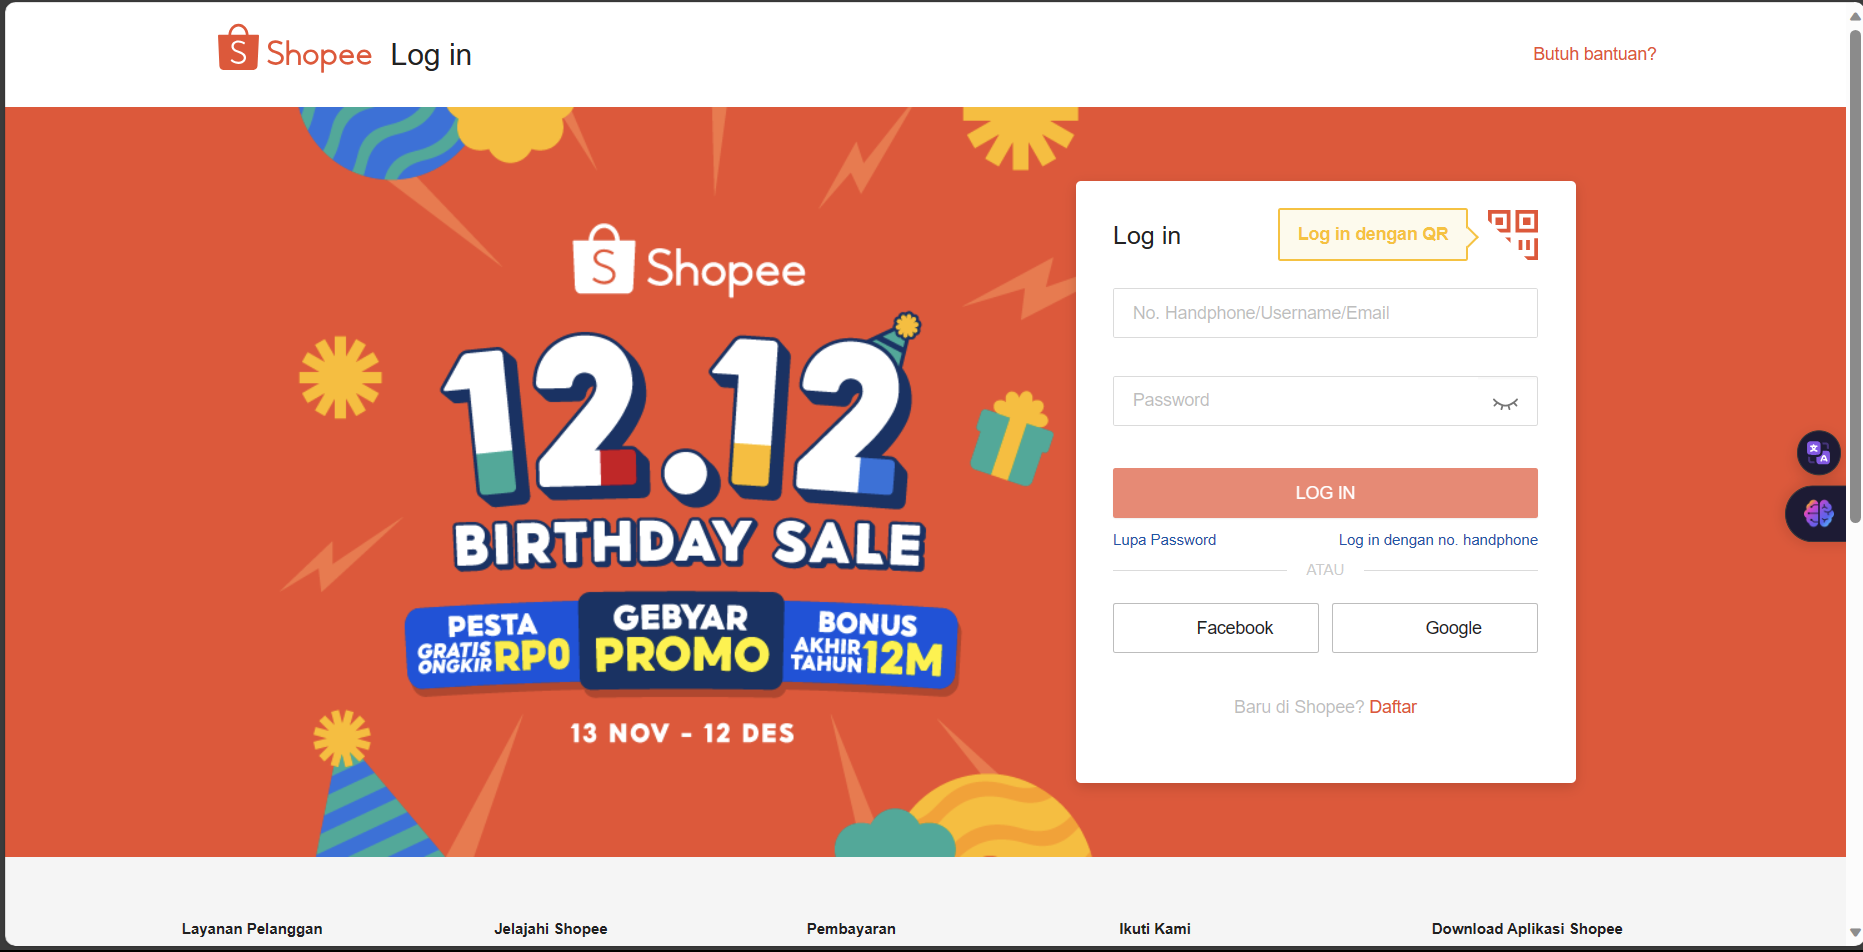 Shopee Log in
Butuh bantuan?
Shopee
12.12
BIRTHDAY SALE
PESTA
GRATIS
ONGKIR RP0
GEBYAR
PROMO
BONUS
AKHIR
TAHUN 12M
13 NOV - 12 DES
Log in
Log in dengan QR
No. Handphone/Username/Email
Password
LOG IN
Lupa Password
Log in dengan no. handphone
ATAU
Facebook
Google
Baru di Shopee? Daftar
Layanan Pelanggan
Jelajahi Shopee
Pembayaran
Ikuti Kami
Download Aplikasi Shopee